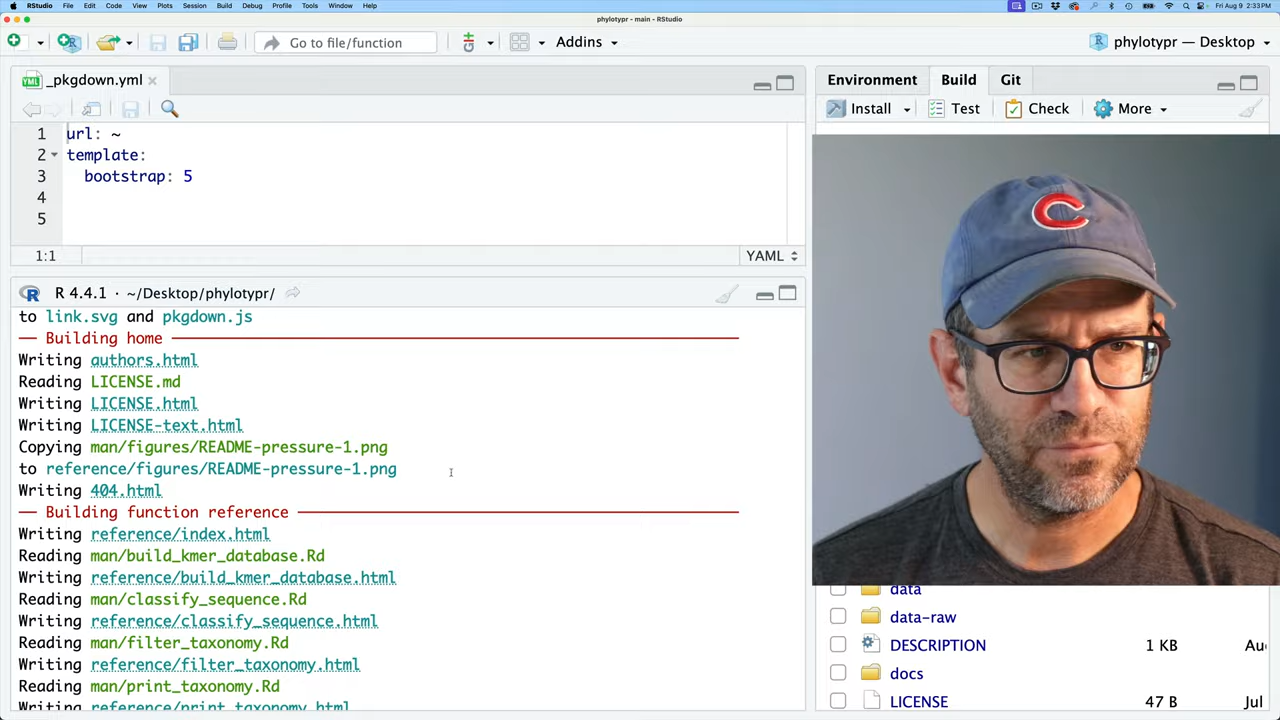 RStudio File Edit Code View Plots Session Build Debug Profile Tools Window Help Fri Aug 9 2:33 PM
phylotypr - main - RStudio
Go to file/function Addins phylotypr — Desktop
_pkgdown.yml
Environment Build Git
Install Test Check More
1 url: ~
2 template:
3 bootstrap: 5
4
5
1:1 YAML
R 4.4.1 · ~/Desktop/phylotypr/
to link.svg and pkgdown.js
── Building home ──
Writing authors.html
Reading LICENSE.md
Writing LICENSE.html
Writing LICENSE-text.html
Copying man/figures/README-pressure-1.png
to reference/figures/README-pressure-1.png
Writing 404.html
── Building function reference ──
Writing reference/index.html
Reading man/build_kmer_database.Rd
Writing reference/build_kmer_database.html
Reading man/classify_sequence.Rd
Writing reference/classify_sequence.html
Reading man/filter_taxonomy.Rd
Writing reference/filter_taxonomy.html
Reading man/print_taxonomy.Rd
Writing reference/print_taxonomy.html
C
data
data-raw
DESCRIPTION 1 KB Au
docs
LICENSE 47 B Jul